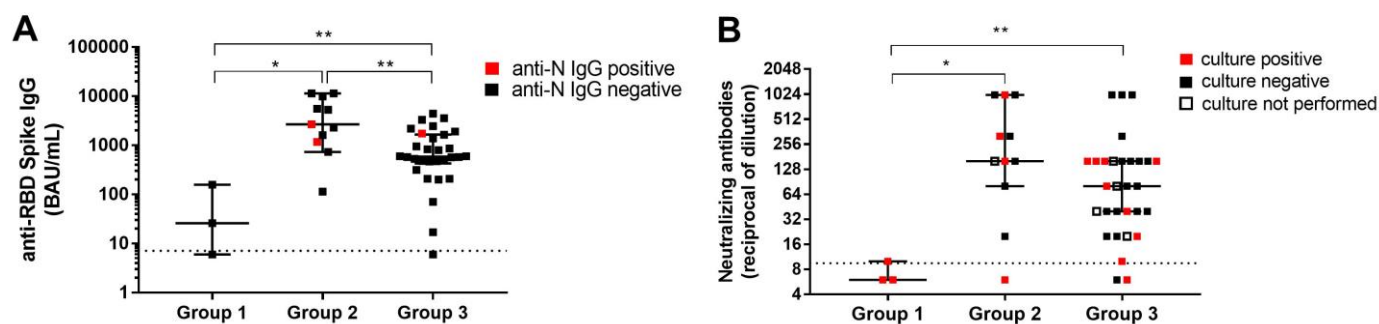 A
anti-RBD Spike IgG
(BAU/mL)
100000
10000
1000
100
10
1
**
*
**
Group 1
Group 2
Group 3
anti-N IgG positive
anti-N IgG negative
B
Neutralizing antibodies
(reciprocal of dilution)
2048
1024
512
256
128
64
32
16
8
4
**
*
Group 1
Group 2
Group 3
culture positive
culture negative
culture not performed